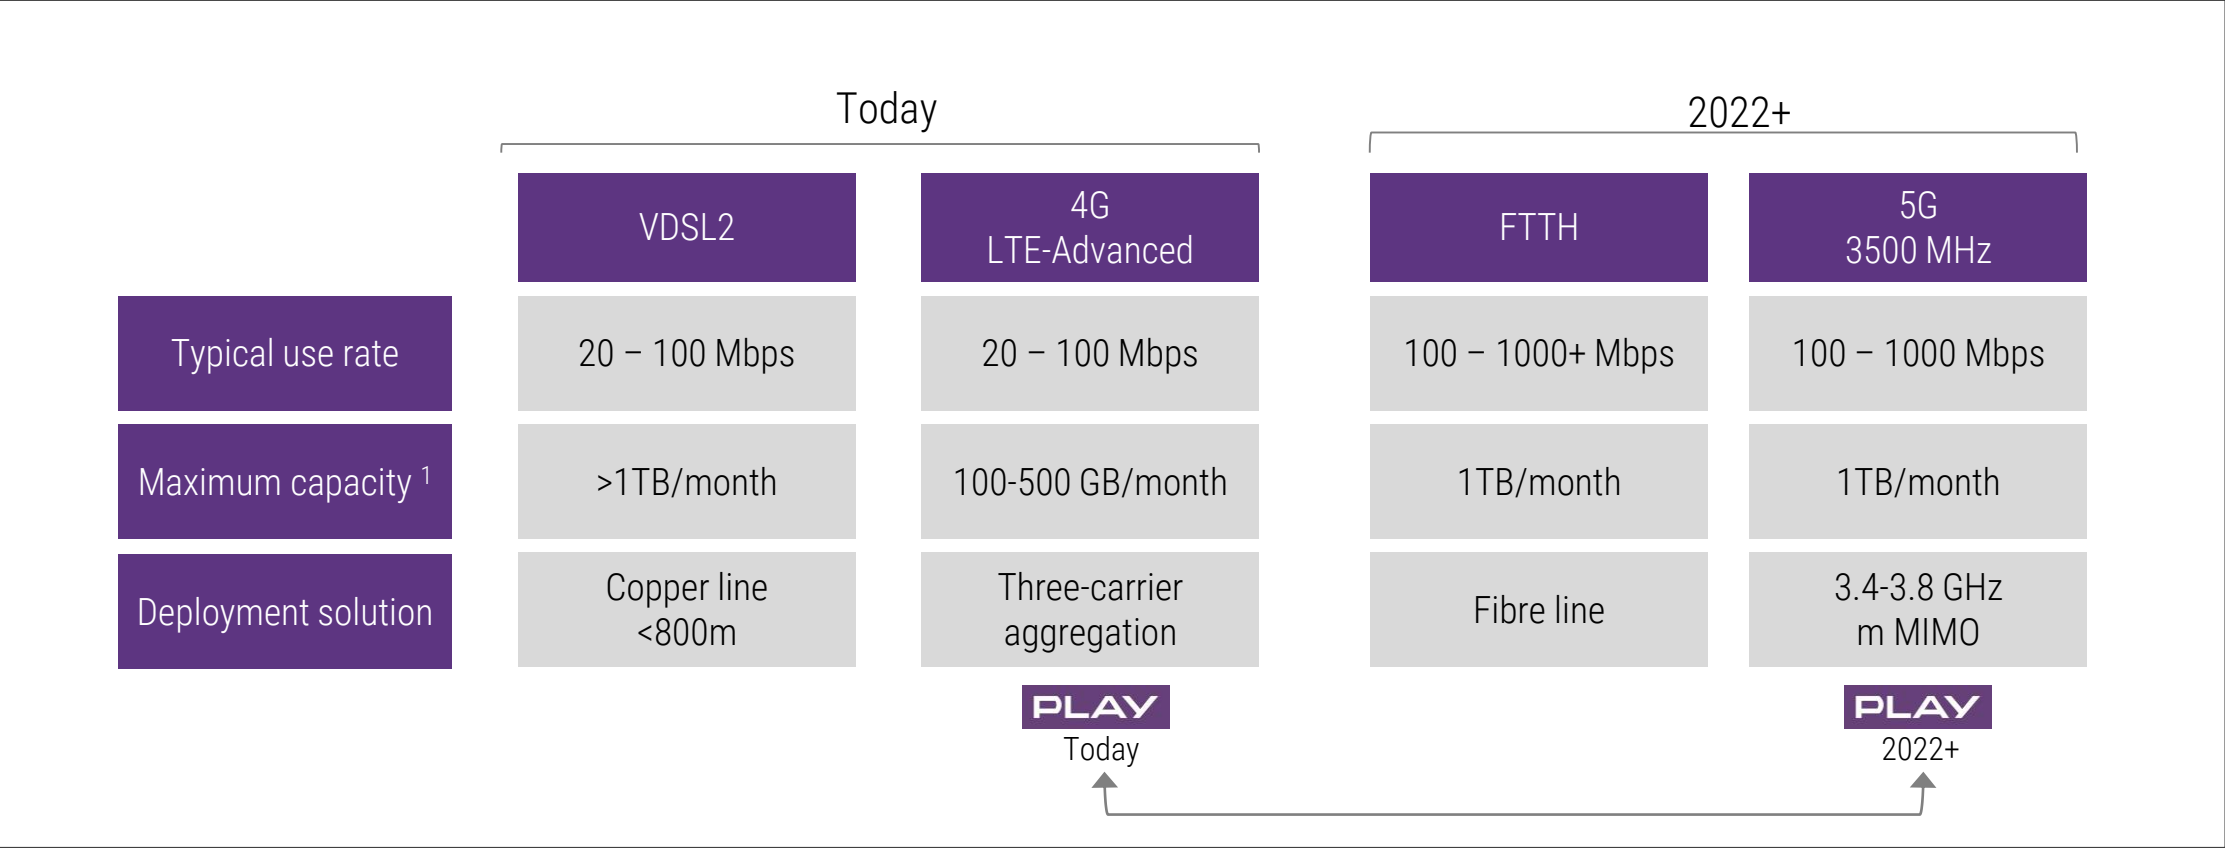 Today
2022+
VDSL2
4G
LTE-Advanced
FTTH
5G
3500 MHz
Typical use rate
20 – 100 Mbps
20 – 100 Mbps
100 – 1000+ Mbps
100 – 1000 Mbps
Maximum capacity 1
>1TB/month
100-500 GB/month
1TB/month
1TB/month
Deployment solution
Copper line
<800m
Three-carrier
aggregation
Fibre line
3.4-3.8 GHz
m MIMO
PLAY
Today
PLAY
2022+